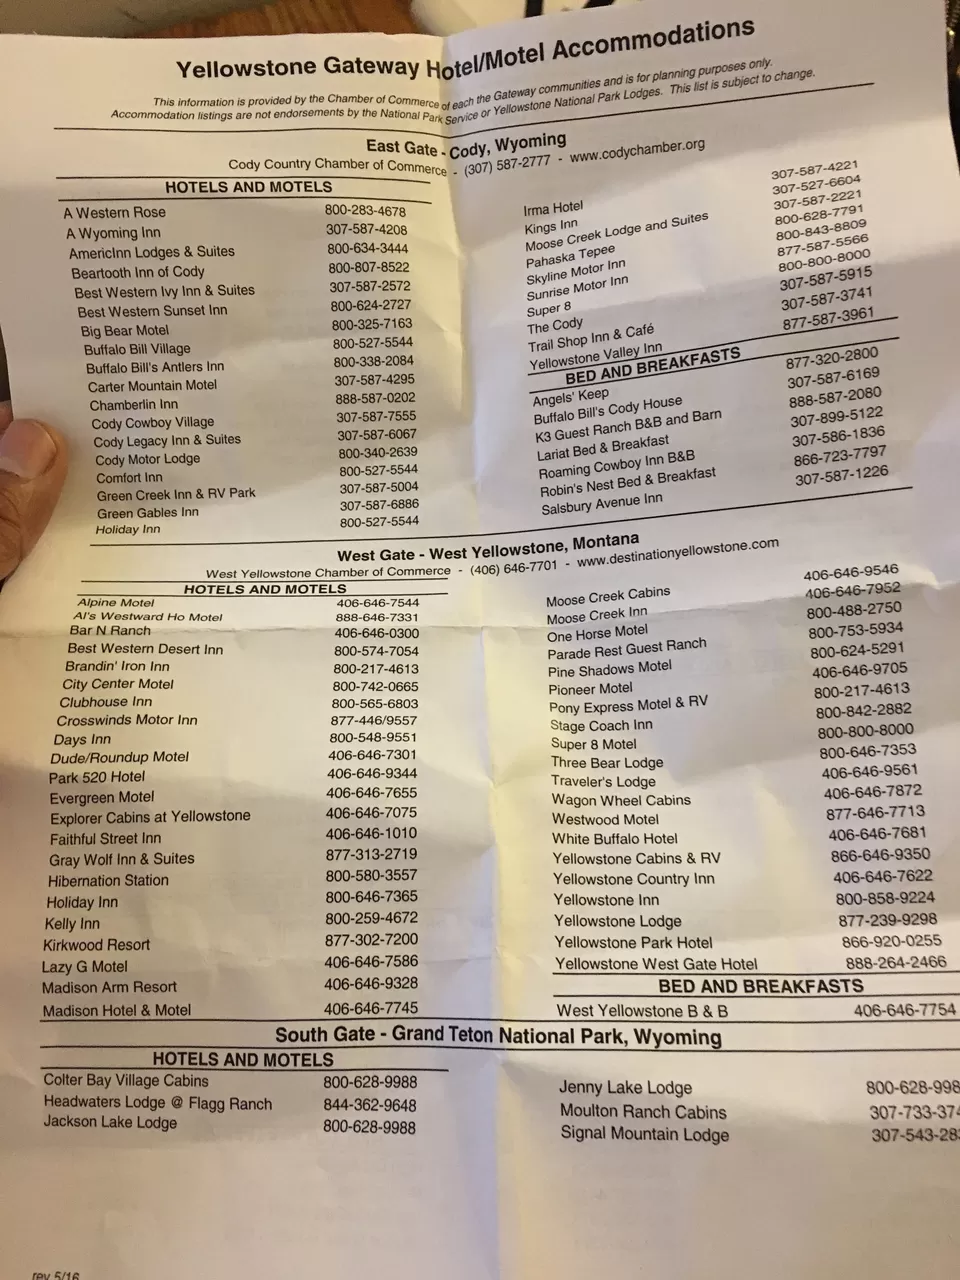 Yellowstone Gateway Hotel/Motel Accommodations
This information is provided by the Chamber of Commerce of each the Gateway communities and is for planning purposes only.
Accommodation listings are not endorsements by the National Park Service or Yellowstone National Park Lodges. This list is subject to change.
East Gate - Cody, Wyoming
Cody Country Chamber of Commerce - (307) 587-2777 - www.codychamber.org
HOTELS AND MOTELS
A Western Rose 800-283-4678
A Wyoming Inn 307-587-4208
AmericInn Lodges & Suites 800-634-3444
Beartooth Inn of Cody 800-807-8522
Best Western Ivy Inn & Suites 307-587-2572
Best Western Sunset Inn 800-624-2727
Big Bear Motel 800-325-7163
Buffalo Bill Village 800-527-5544
Buffalo Bill's Antlers Inn 800-338-2084
Carter Mountain Motel 307-587-4295
Chamberlin Inn 888-587-0202
Cody Cowboy Village 307-587-7555
Cody Legacy Inn & Suites 307-587-6067
Cody Motor Lodge 800-340-2639
Comfort Inn 800-527-5544
Green Creek Inn & RV Park 307-587-5004
Green Gables Inn 307-587-6886
Holiday Inn 800-527-5544
Irma Hotel 307-587-4221
Kings Inn 307-527-6604
Moose Creek Lodge and Suites 307-587-2221
Pahaska Tepee 800-628-7791
Skyline Motor Inn 800-843-8809
Sunrise Motor Inn 877-587-5566
Super 8 800-800-8000
The Cody 307-587-5915
Trail Shop Inn & Café 307-587-3741
Yellowstone Valley Inn 877-587-3961
BED AND BREAKFASTS
Angels' Keep 877-320-2800
Buffalo Bill's Cody House 307-587-6169
K3 Guest Ranch B&B and Barn 888-587-2080
Lariat Bed & Breakfast 307-899-5122
Roaming Cowboy Inn B&B 307-586-1836
Robin's Nest Bed & Breakfast 866-723-7797
Salsbury Avenue Inn 307-587-1226
West Gate - West Yellowstone, Montana
West Yellowstone Chamber of Commerce - (406) 646-7701 - www.destinationyellowstone.com
HOTELS AND MOTELS
Alpine Motel 406-646-7544
Al's Westward Ho Motel 888-646-7331
Bar N Ranch 406-646-0300
Best Western Desert Inn 800-574-7054
Brandin' Iron Inn 800-217-4613
City Center Motel 800-742-0665
Clubhouse Inn 800-565-6803
Crosswinds Motor Inn 877-446/9557
Days Inn 800-548-9551
Dude/Roundup Motel 406-646-7301
Park 520 Hotel 406-646-9344
Evergreen Motel 406-646-7655
Explorer Cabins at Yellowstone 406-646-7075
Faithful Street Inn 406-646-1010
Gray Wolf Inn & Suites 877-313-2719
Hibernation Station 800-580-3557
Holiday Inn 800-646-7365
Kelly Inn 800-259-4672
Kirkwood Resort 877-302-7200
Lazy G Motel 406-646-7586
Madison Arm Resort 406-646-9328
Madison Hotel & Motel 406-646-7745
Moose Creek Cabins 406-646-9546
Moose Creek Inn 406-646-7952
One Horse Motel 800-488-2750
Parade Rest Guest Ranch 800-753-5934
Pine Shadows Motel 800-624-5291
Pioneer Motel 406-646-9705
Pony Express Motel & RV 800-217-4613
Stage Coach Inn 800-842-2882
Super 8 Motel 800-800-8000
Three Bear Lodge 800-646-7353
Traveler's Lodge 406-646-9561
Wagon Wheel Cabins 406-646-7872
Westwood Motel 877-646-7713
White Buffalo Hotel 406-646-7681
Yellowstone Cabins & RV 866-646-9350
Yellowstone Country Inn 406-646-7622
Yellowstone Inn 800-858-9224
Yellowstone Lodge 877-239-9298
Yellowstone Park Hotel 866-920-0255
Yellowstone West Gate Hotel 888-264-2466
BED AND BREAKFASTS
West Yellowstone B & B 406-646-7754
South Gate - Grand Teton National Park, Wyoming
HOTELS AND MOTELS
Colter Bay Village Cabins 800-628-9988
Headwaters Lodge @ Flagg Ranch 844-362-9648
Jackson Lake Lodge 800-628-9988
Jenny Lake Lodge 800-628-998
Moulton Ranch Cabins 307-733-374
Signal Mountain Lodge 307-543-283
rev 5/16